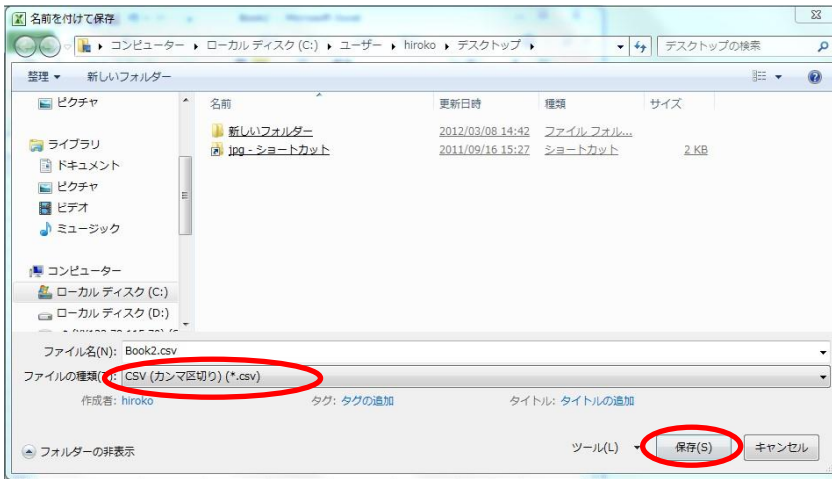 名前を付けて保存
コンピューター ▸ ローカル ディスク (C:) ▸ ユーザー ▸ hiroko ▸ デスクトップ ▸ デスクトップの検索
整理 ▼ 新しいフォルダー
ピクチャ
名前 更新日時 種類 サイズ
新しいフォルダー 2012/03/08 14:42 ファイル フォル...
ライブラリ
jpg - ショートカット 2011/09/16 15:27 ショートカット 2 KB
ドキュメント
ピクチャ
ビデオ
ミュージック
コンピューター
ローカル ディスク (C:)
ローカル ディスク (D:)
ファイル名(N): Book2.csv
ファイルの種類(T): CSV (カンマ区切り) (*.csv)
作成者: hiroko タグ: タグの追加 タイトル: タイトルの追加
フォルダーの非表示 ツール(L) ▼ 保存(S) キャンセル